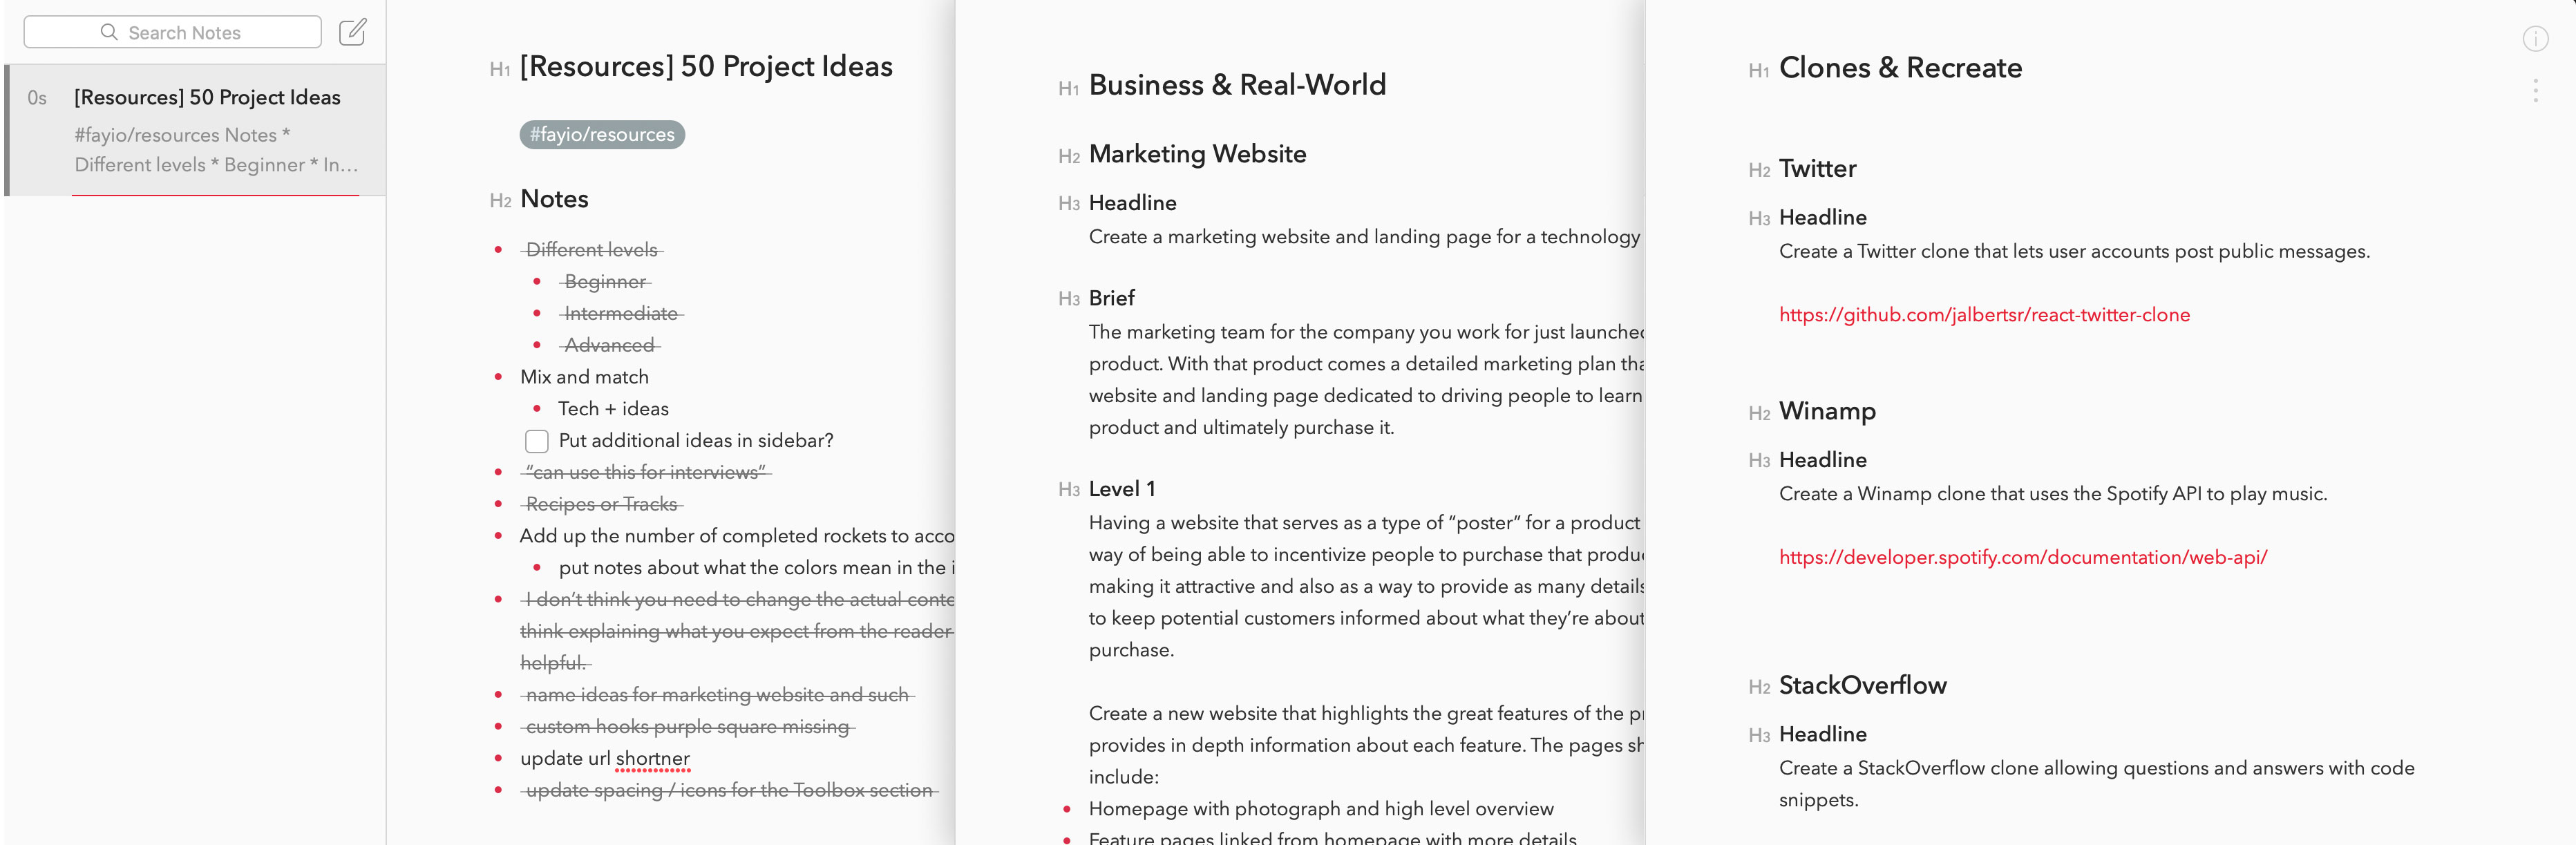 Search Notes
0s [Resources] 50 Project Ideas
#fayio/resources Notes *
Different levels * Beginner * In…
H1 [Resources] 50 Project Ideas
#fayio/resources
H2 Notes
• Different levels
• Beginner
• Intermediate
• Advanced
• Mix and match
• Tech + ideas
Put additional ideas in sidebar?
• “can use this for interviews“
• Recipes or Tracks
• Add up the number of completed rockets to acco
• put notes about what the colors mean in the i
• I don’t think you need to change the actual conte
think explaining what you expect from the reader
helpful.
• name ideas for marketing website and such
• custom hooks purple square missing
• update url shortner
• update spacing / icons for the Toolbox section
H1 Business & Real-World
H2 Marketing Website
H3 Headline
Create a marketing website and landing page for a technology
H3 Brief
The marketing team for the company you work for just launched
product. With that product comes a detailed marketing plan tha
website and landing page dedicated to driving people to learn
product and ultimately purchase it.
H3 Level 1
Having a website that serves as a type of “poster” for a product
way of being able to incentivize people to purchase that produ
making it attractive and also as a way to provide as many details
to keep potential customers informed about what they’re about
purchase.
Create a new website that highlights the great features of the p
provides in depth information about each feature. The pages sh
include:
• Homepage with photograph and high level overview
• Feature pages linked from homepage with more details
H1 Clones & Recreate
H2 Twitter
H3 Headline
Create a Twitter clone that lets user accounts post public messages.
https://github.com/jalbertsr/react-twitter-clone
H2 Winamp
H3 Headline
Create a Winamp clone that uses the Spotify API to play music.
https://developer.spotify.com/documentation/web-api/
H2 StackOverflow
H3 Headline
Create a StackOverflow clone allowing questions and answers with code
snippets.